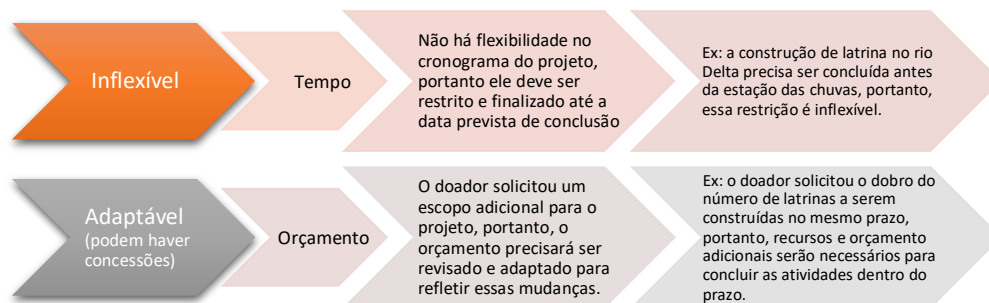 Inflexível
Tempo
Não há flexibilidade no
cronograma do projeto,
portanto ele deve ser
restrito e finalizado até a
data prevista de conclusão
Ex: a construção de latrina no rio
Delta precisa ser concluída antes
da estação das chuvas, portanto,
essa restrição é inflexível.
Adaptável
(podem haver
concessões)
Orçamento
O doador solicitou um
escopo adicional para o
projeto, portanto, o
orçamento precisará ser
revisado e adaptado para
refletir essas mudanças.
Ex: o doador solicitou o dobro do
número de latrinas a serem
construídas no mesmo prazo,
portanto, recursos e orçamento
adicionais serão necessários para
concluir as atividades dentro do
prazo.